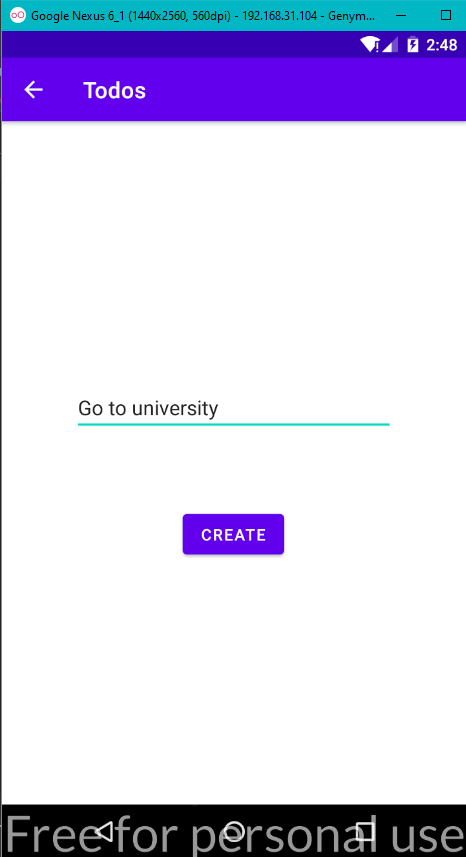 Google Nexus 6_1 (1440x2560, 560dpi) - 192.168.31.104 - Genym...
2:48
Todos
Go to university
CREATE
Free for personal use